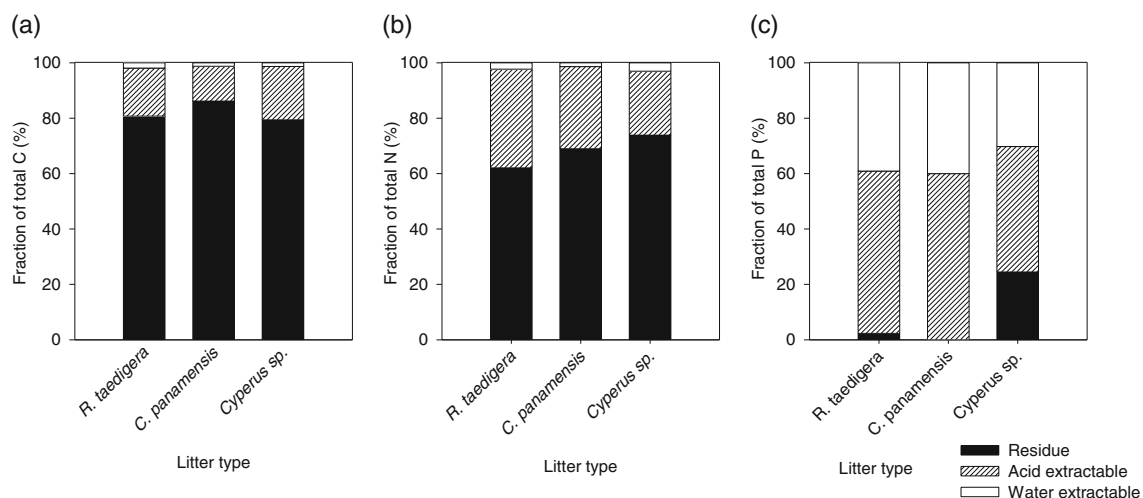 (a)
Fraction of total C (%)
100
80
60
40
20
0
R. taedigera
C. panamensis
Cyperus sp.
Litter type
(b)
Fraction of total N (%)
100
80
60
40
20
0
R. taedigera
C. panamensis
Cyperus sp.
Litter type
(c)
Fraction of total P (%)
100
80
60
40
20
0
R. taedigera
C. panamensis
Cyperus sp.
Litter type
Residue
Acid extractable
Water extractable